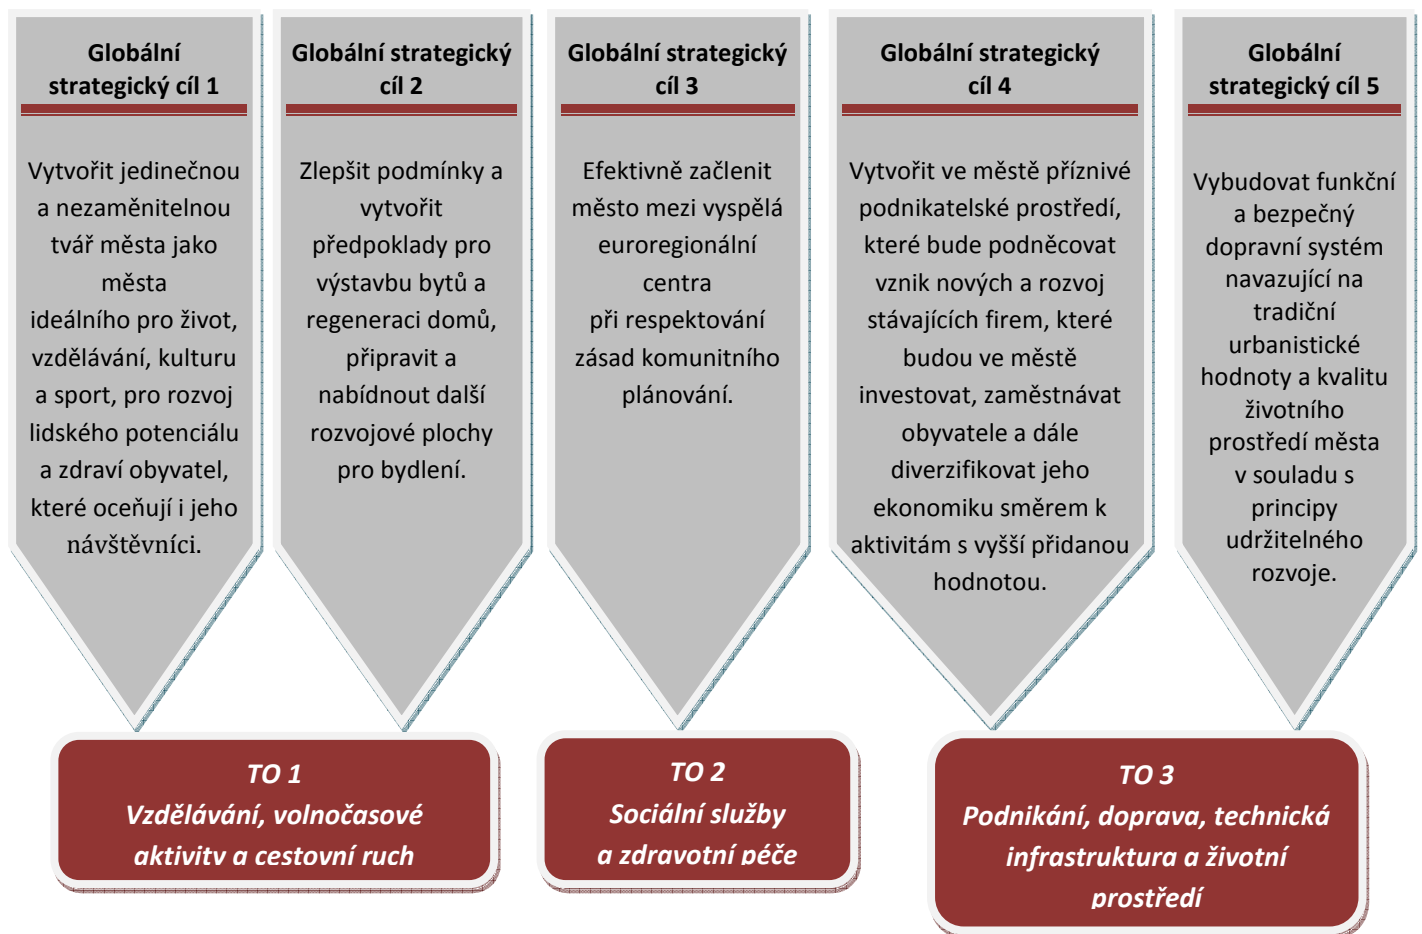 Globální
strategický cíl 1
Vytvořit jedinečnou
a nezaměnitelnou
tvář města jako
města
ideálního pro život,
vzdělávání, kulturu
a sport, pro rozvoj
lidského potenciálu
a zdraví obyvatel,
které oceňují i jeho
návštěvníci.
Globální strategický
cíl 2
Zlepšit podmínky a
vytvořit
předpoklady pro
výstavbu bytů a
regeneraci domů,
připravit a
nabídnout další
rozvojové plochy
pro bydlení.
Globální strategický
cíl 3
Efektivně začlenit
město mezi vyspělá
euroregionální
centra
při respektování
zásad komunitního
plánování.
Globální strategický
cíl 4
Vytvořit ve městě příznivé
podnikatelské prostředí,
které bude podněcovat
vznik nových a rozvoj
stávajících firem, které
budou ve městě
investovat, zaměstnávat
obyvatele a dále
diverzifikovat jeho
ekonomiku směrem k
aktivitám s vyšší přidanou
hodnotou.
Globální
strategický cíl 5
Vybudovat funkční
a bezpečný
dopravní systém
navazující na
tradiční
urbanistické
hodnoty a kvalitu
životního
prostředí města
v souladu s
principy
udržitelného
rozvoje.
TO 1
Vzdělávání, volnočasové
aktivity a cestovní ruch
TO 2
Sociální služby
a zdravotní péče
TO 3
Podnikání, doprava, technická
infrastruktura a životní
prostředí